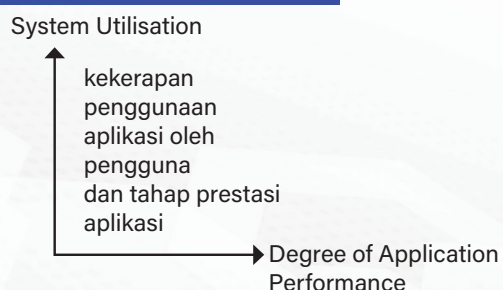 System Utilisation
kekerapan
penggunaan
aplikasi oleh
pengguna
dan tahap prestasi
aplikasi
Degree of Application
Performance